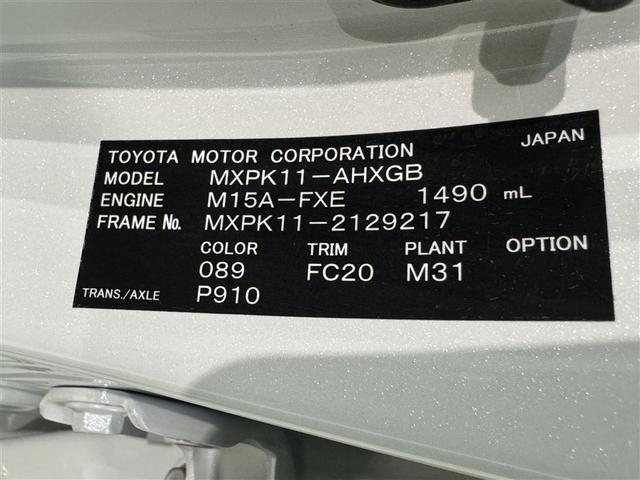 JAPAN
TOYOTA MOTOR CORPORATION
MODEL MXPK11-AHXGB
ENGINE M15A-FXE 1490 mL
FRAME No. MXPK11-2129217
COLOR TRIM PLANT OPTION
089 FC20 M31
TRANS./AXLE P910